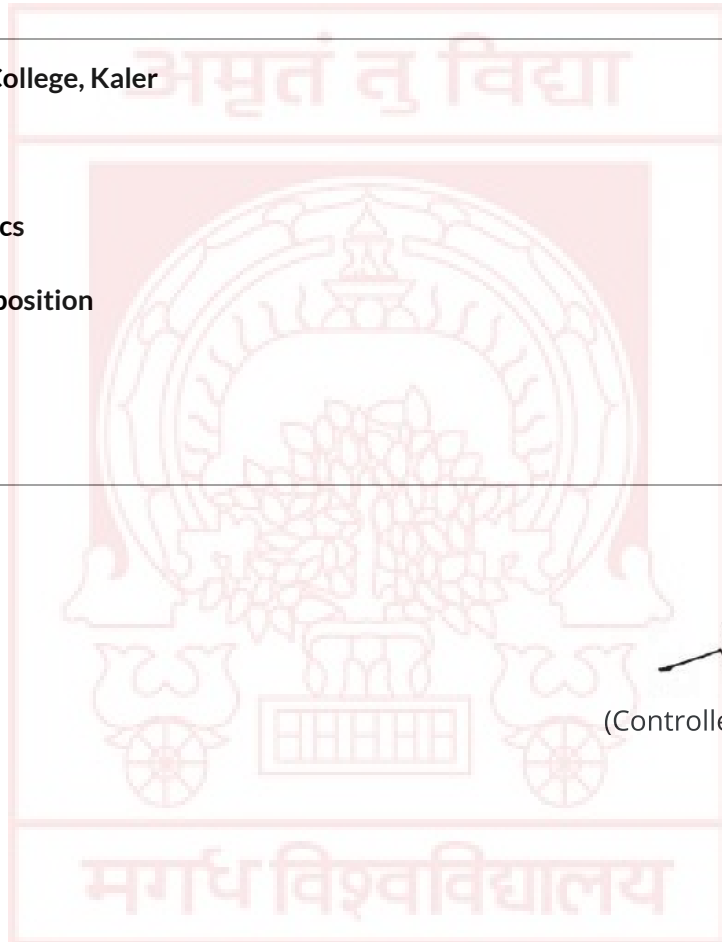 अमृतं तु विद्या
College, Kaler
cs
position
(Controlle
मगध विश्वविद्यालय